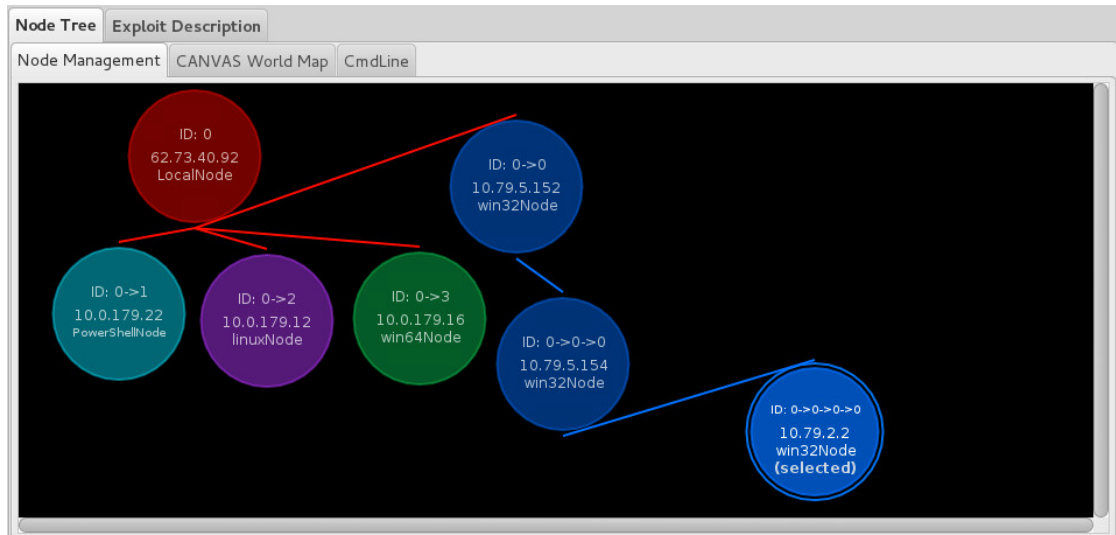 Node Tree Exploit Description
Node Management CANVAS World Map CmdLine
ID: 0
62.73.40.92
LocalNode
ID: 0->0
10.79.5.152
win32Node
ID: 0->1
10.0.179.22
PowerShellNode
ID: 0->2
10.0.179.12
linuxNode
ID: 0->3
10.0.179.16
win64Node
ID: 0->0->0
10.79.5.154
win32Node
ID: 0->0->0->0
10.79.2.2
win32Node
(selected)